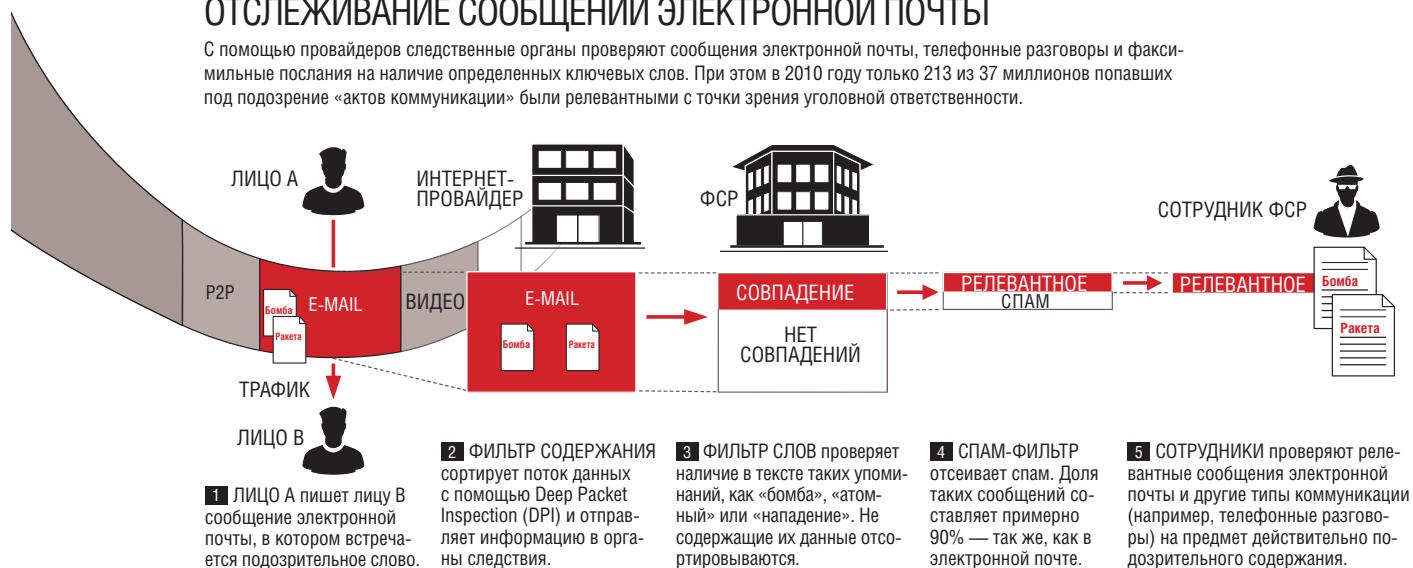 ОТСЛЕЖИВАНИЕ СООБЩЕНИЙ ЭЛЕКТРОННОЙ ПОЧТЫ
С помощью провайдеров следственные органы проверяют сообщения электронной почты, телефонные разговоры и факси-
мильные послания на наличие определенных ключевых слов. При этом в 2010 году только 213 из 37 миллионов попавших
под подозрение «актов коммуникации» были релевантными с точки зрения уголовной ответственности.
ЛИЦО А
ИНТЕРНЕТ-
ПРОВАЙДЕР
ФСР
СОТРУДНИК ФСР
P2P
E-MAIL
Бомба
Ракета
ВИДЕО
E-MAIL
Бомба
Ракета
СОВПАДЕНИЕ
НЕТ
СОВПАДЕНИЙ
РЕЛЕВАНТНОЕ
СПАМ
РЕЛЕВАНТНОЕ
Бомба
Ракета
ТРАФИК
ЛИЦО В
1 ЛИЦО А пишет лицу В
сообщение электронной
почты, в котором встреча-
ется подозрительное слово.
2 ФИЛЬТР СОДЕРЖАНИЯ
сортирует поток данных
с помощью Deep Packet
Inspection (DPI) и отправ-
ляет информацию в орга-
ны следствия.
3 ФИЛЬТР СЛОВ проверяет
наличие в тексте таких упоми-
наний, как «бомба», «атом-
ный» или «нападение». Не
содержащие их данные отсо-
ртировываются.
4 СПАМ-ФИЛЬТР
отсеивает спам. Доля
таких сообщений со-
ставляет примерно
90% — так же, как в
электронной почте.
5 СОТРУДНИКИ проверяют реле-
вантные сообщения электронной
почты и другие типы коммуникации
(например, телефонные разгово-
ры) на предмет действительно по-
дозрительного содержания.